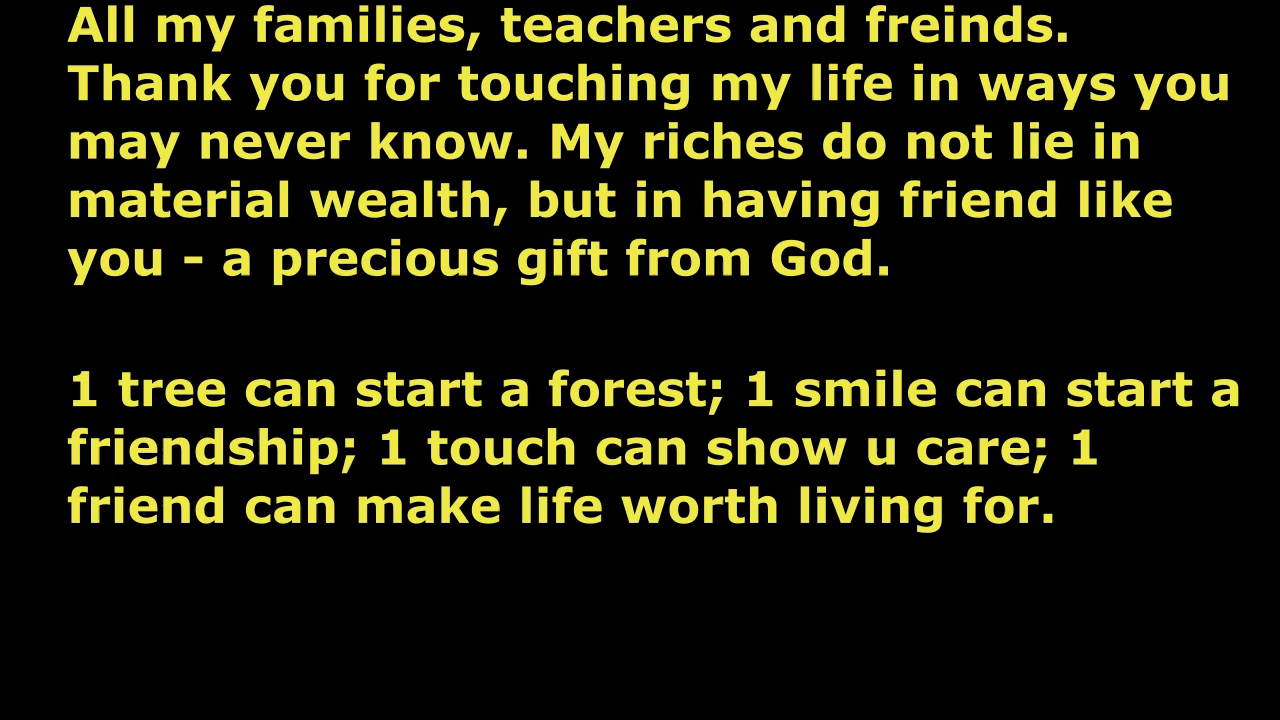 All my families, teachers and freinds.
Thank you for touching my life in ways you
may never know. My riches do not lie in
material wealth, but in having friend like
you - a precious gift from God.
1 tree can start a forest; 1 smile can start a
friendship; 1 touch can show u care; 1
friend can make life worth living for.